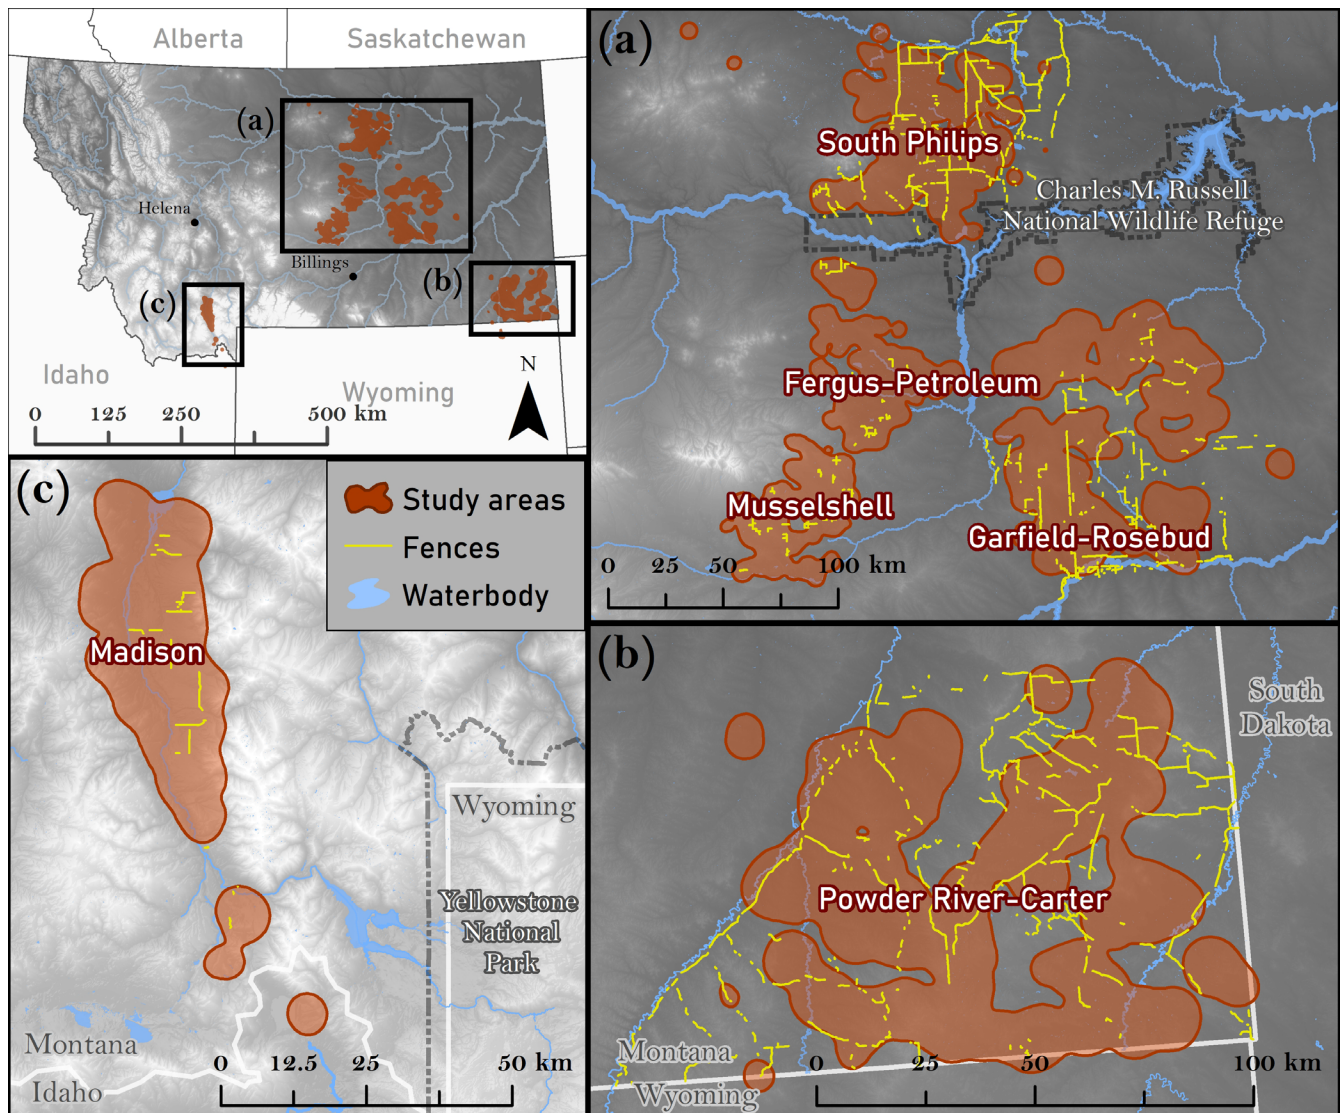 Alberta
Saskatchewan
(a)
Helena
Billings
(b)
(c)
Idaho
Wyoming
N
0 125 250 500 km
(a)
South Philips
Charles M. Russell
National Wildlife Refuge
Fergus-Petroleum
Musselshell
Garfield-Rosebud
0 25 50 100 km
(c)
Study areas
Fences
Waterbody
Madison
Wyoming
Yellowstone
National
Park
Montana
Idaho
0 12.5 25 50 km
(b)
South
Dakota
Powder River-Carter
Montana
Wyoming
0 25 50 100 km